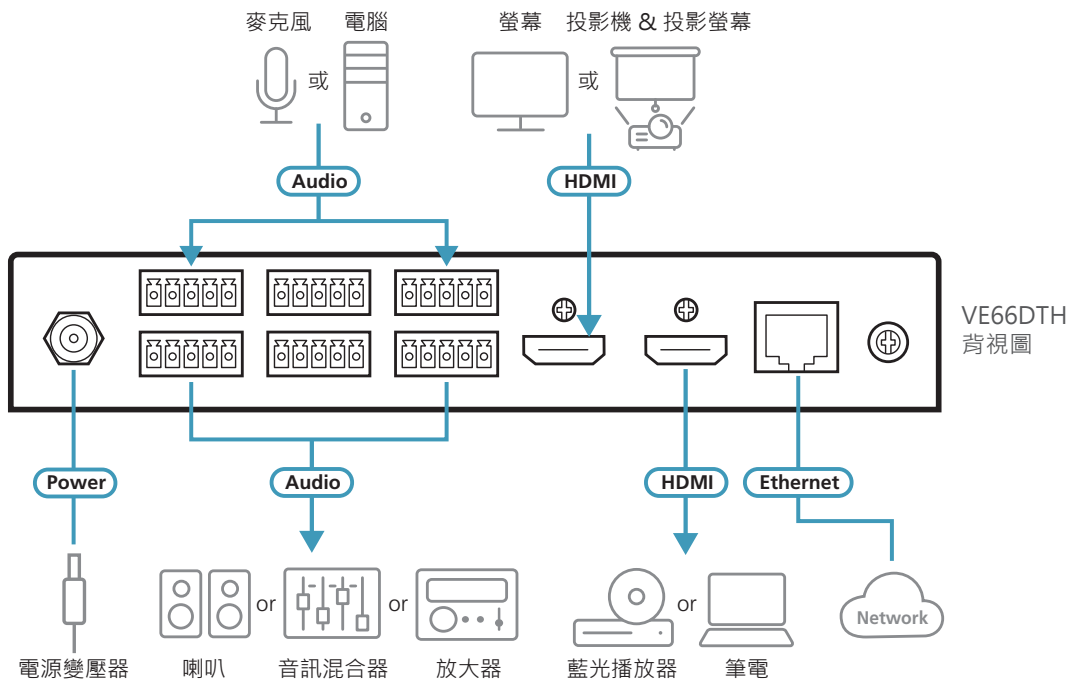 麥克風 電腦 螢幕 投影機 & 投影螢幕
或 或
Audio HDMI
VE66DTH
背視圖
Power Audio HDMI Ethernet
or or or
Network
電源變壓器 喇叭 音訊混合器 放大器 藍光播放器 筆電